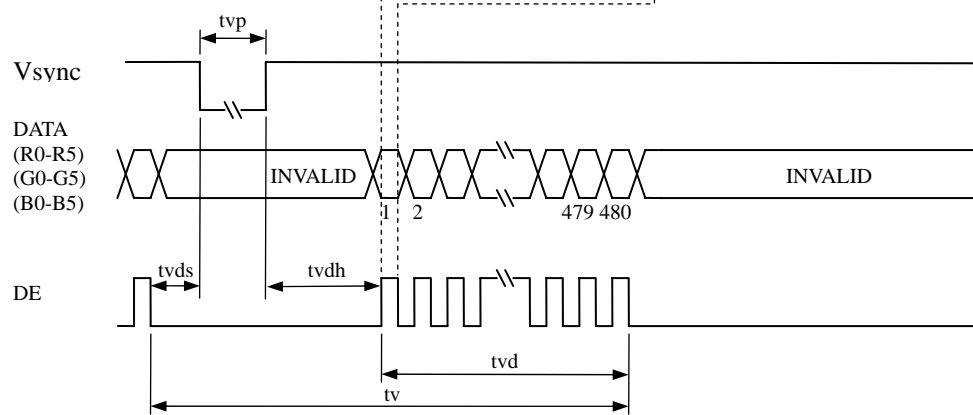 tvp
Vsync
DATA
(R0-R5)
(G0-G5)
(B0-B5)
INVALID
INVALID
1
2
479
480
tvds
tvdh
DE
tvd
tv